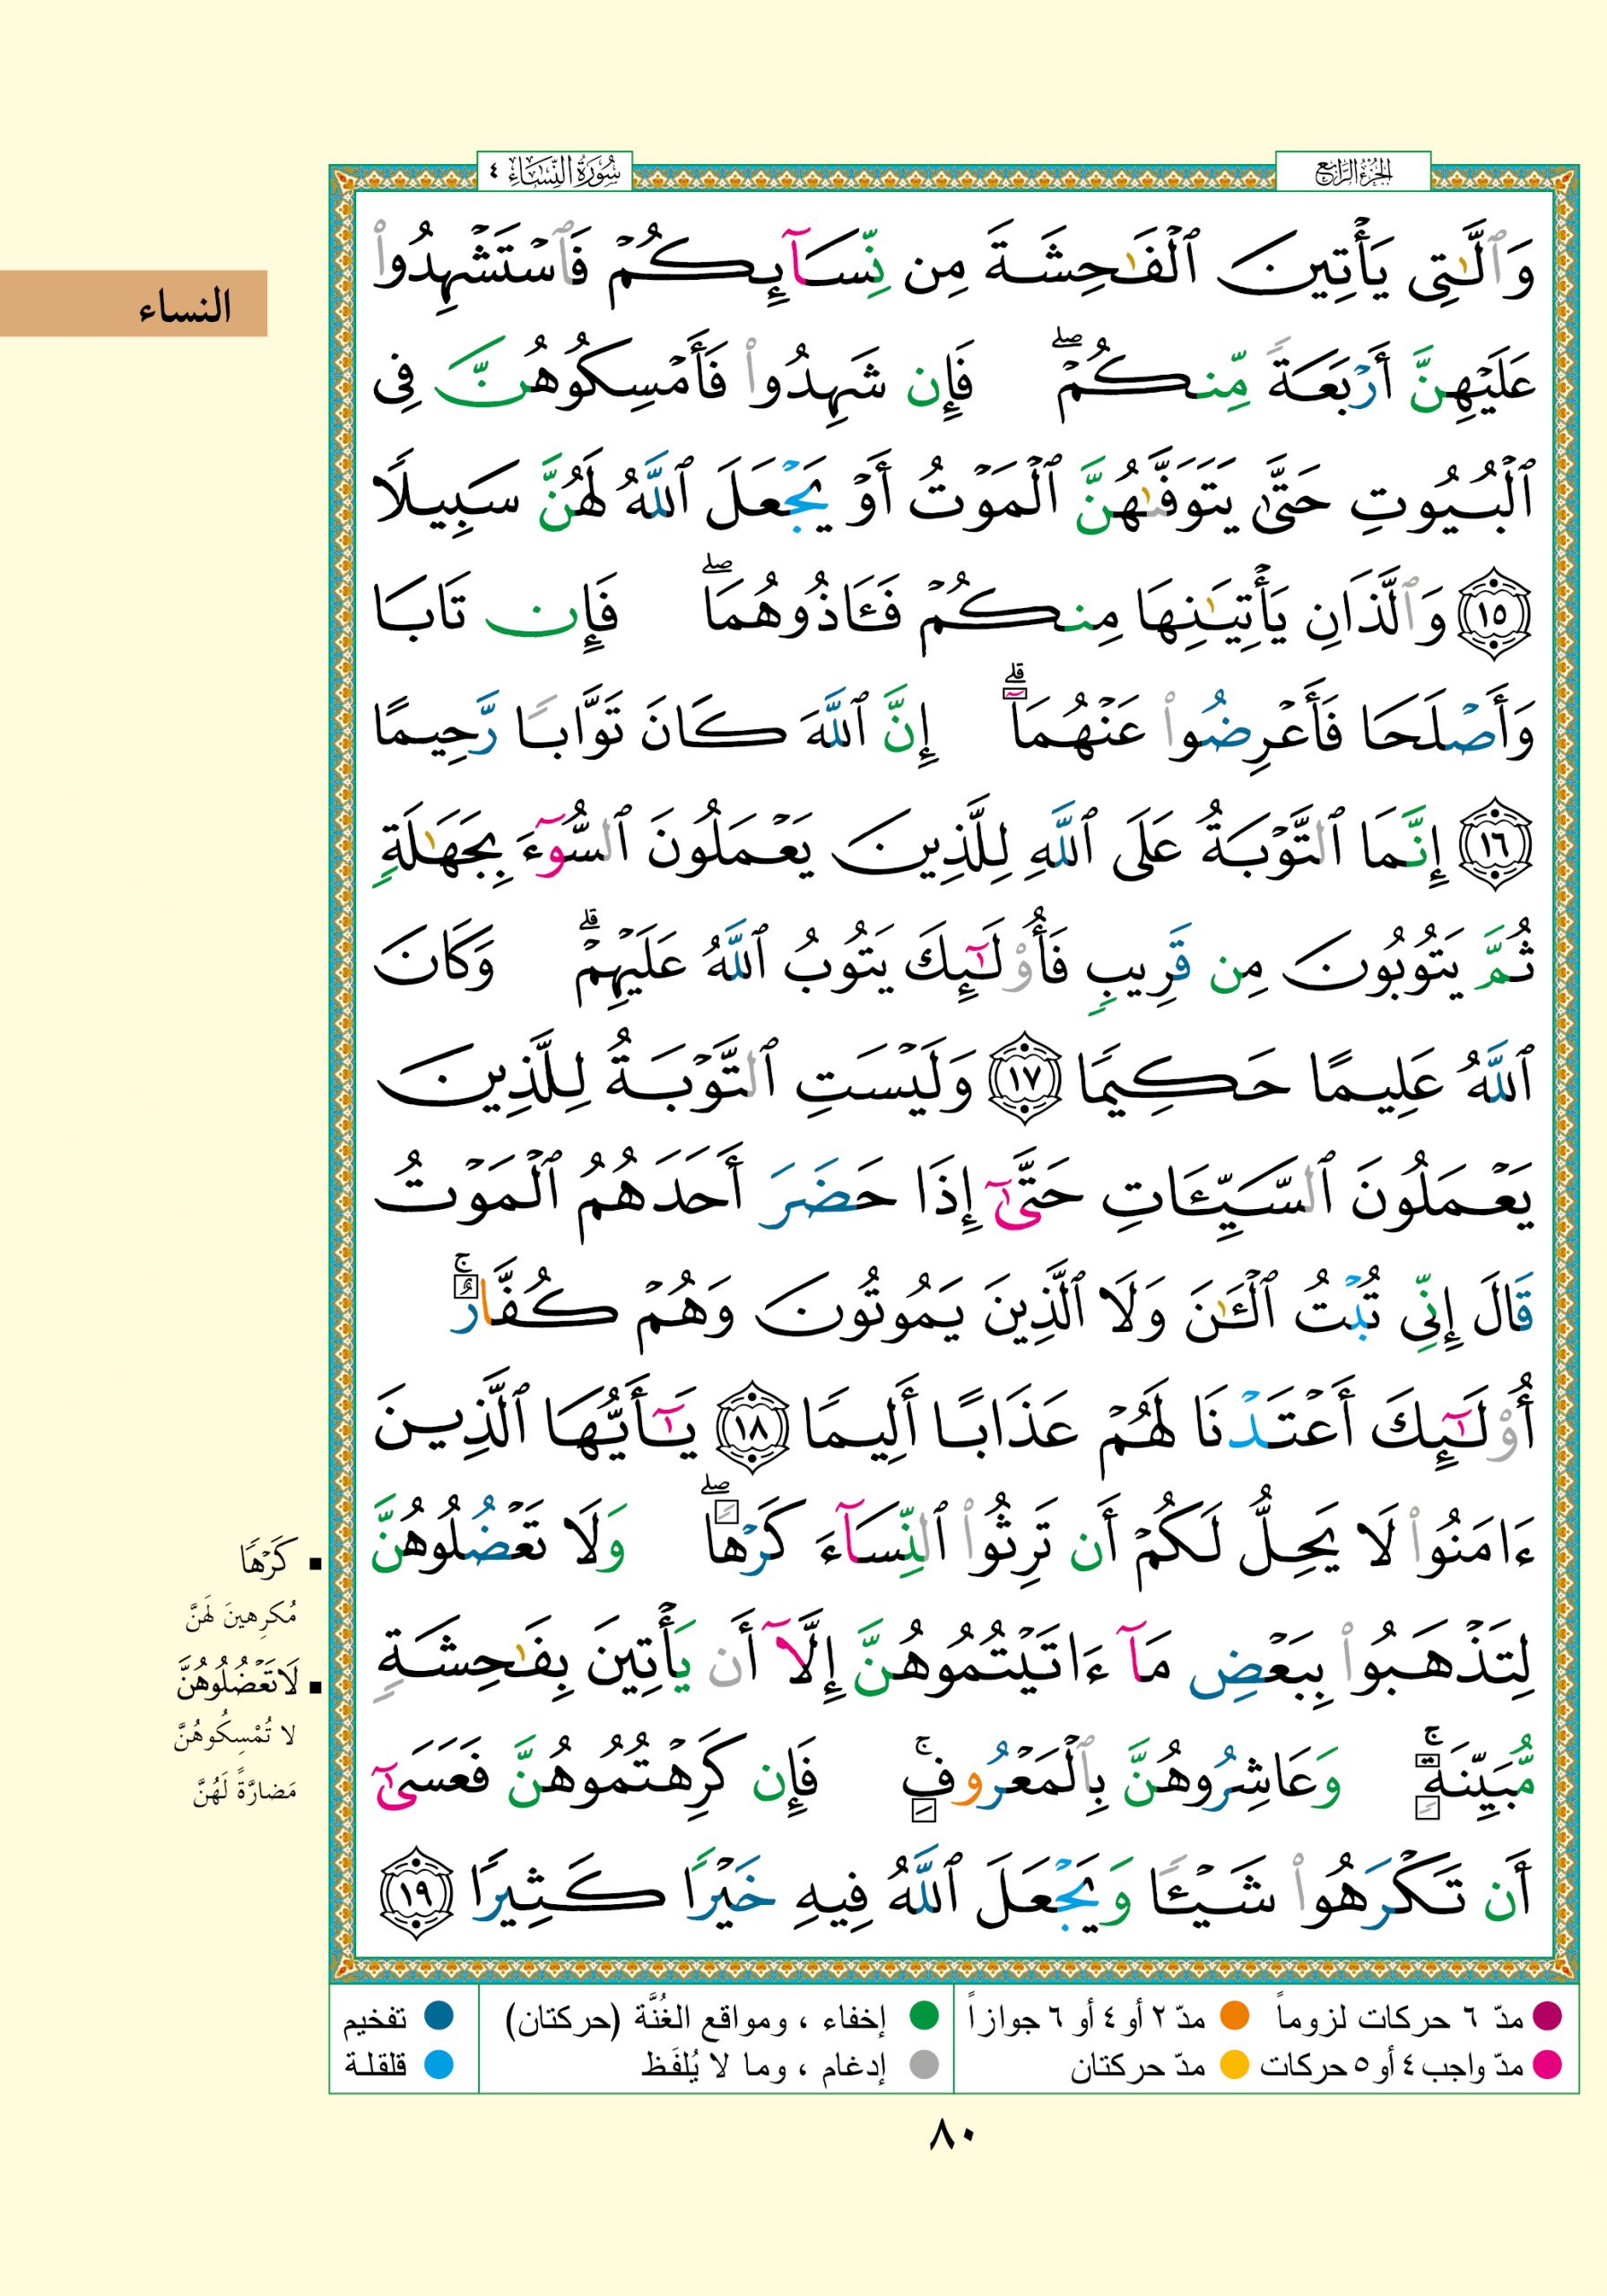 الجزء الرابع
سورة النساء ٤
النساء
وَٱلَّٰتِى يَأْتِينَ ٱلْفَٰحِشَةَ مِن نِّسَآئِكُمْ فَٱسْتَشْهِدُوا۟
عَلَيْهِنَّ أَرْبَعَةً مِّنكُمْ ۖ فَإِن شَهِدُوا۟ فَأَمْسِكُوهُنَّ فِى
ٱلْبُيُوتِ حَتَّىٰ يَتَوَفَّىٰهُنَّ ٱلْمَوْتُ أَوْ يَجْعَلَ ٱللَّهُ لَهُنَّ سَبِيلًا
١٥ وَٱلَّذَانِ يَأْتِيَٰنِهَا مِنكُمْ فَـَٔاذُوهُمَا ۖ فَإِن تَابَا
وَأَصْلَحَا فَأَعْرِضُوا۟ عَنْهُمَآ ۗ إِنَّ ٱللَّهَ كَانَ تَوَّابًا رَّحِيمًا
١٦ إِنَّمَا ٱلتَّوْبَةُ عَلَى ٱللَّهِ لِلَّذِينَ يَعْمَلُونَ ٱلسُّوٓءَ بِجَهَٰلَةٍ
ثُمَّ يَتُوبُونَ مِن قَرِيبٍ فَأُو۟لَٰٓئِكَ يَتُوبُ ٱللَّهُ عَلَيْهِمْ ۗ وَكَانَ
ٱللَّهُ عَلِيمًا حَكِيمًا ١٧ وَلَيْسَتِ ٱلتَّوْبَةُ لِلَّذِينَ
يَعْمَلُونَ ٱلسَّيِّـَٔاتِ حَتَّىٰٓ إِذَا حَضَرَ أَحَدَهُمُ ٱلْمَوْتُ
قَالَ إِنِّى تُبْتُ ٱلْـَٰٔنَ وَلَا ٱلَّذِينَ يَمُوتُونَ وَهُمْ كُفَّارٌ ۚ
أُو۟لَٰٓئِكَ أَعْتَدْنَا لَهُمْ عَذَابًا أَلِيمًا ١٨ يَٰٓأَيُّهَا ٱلَّذِينَ
ءَامَنُوا۟ لَا يَحِلُّ لَكُمْ أَن تَرِثُوا۟ ٱلنِّسَآءَ كَرْهًا ۖ وَلَا تَعْضُلُوهُنَّ
لِتَذْهَبُوا۟ بِبَعْضِ مَآ ءَاتَيْتُمُوهُنَّ إِلَّآ أَن يَأْتِينَ بِفَٰحِشَةٍ
مُّبَيِّنَةٍ ۚ وَعَاشِرُوهُنَّ بِٱلْمَعْرُوفِ ۚ فَإِن كَرِهْتُمُوهُنَّ فَعَسَىٰٓ
أَن تَكْرَهُوا۟ شَيْـًٔا وَيَجْعَلَ ٱللَّهُ فِيهِ خَيْرًا كَثِيرًا ١٩
كَرْهًا
مُكرِهينَ لَهنَّ
لَا تَعْضُلُوهُنَّ
لا تُمْسِكُوهُنَّ
مَضارَّةً لَهُنَّ
مدّ ٦ حركات لزوماً مدّ ٢ أو ٤ أو ٦ جوازاً
مدّ واجب ٤ أو ٥ حركات مدّ حركتان
إخفاء ، ومواقع الغُنَّة (حركتان)
إدغام ، وما لا يُلفَظ
تفخيم
قلقلة
٨٠